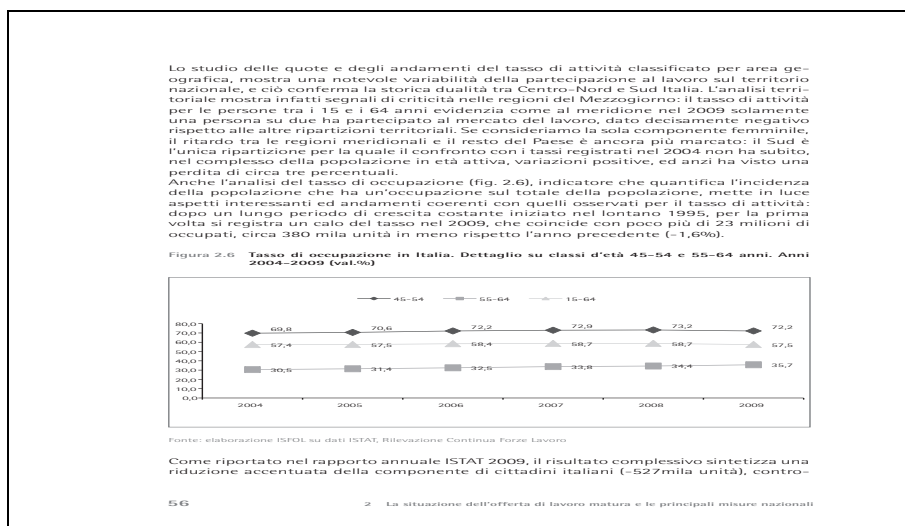 Lo studio delle quote e degli andamenti del tasso di attività classificato per area ge-
ografica, mostra una notevole variabilità della partecipazione al lavoro sul territorio
nazionale, e ciò conferma la storica dualità tra Centro-Nord e Sud Italia. L'analisi terri-
toriale mostra infatti segnali di criticità nelle regioni del Mezzogiorno: il tasso di attività
per le persone tra i 15 e i 64 anni evidenzia come al meridione nel 2009 solamente
una persona su due ha partecipato al mercato del lavoro, dato decisamente negativo
rispetto alle altre ripartizioni territoriali. Se consideriamo la sola componente femminile,
il ritardo tra le regioni meridionali e il resto del Paese è ancora più marcato: il Sud è
l'unica ripartizione per la quale il confronto con i tassi registrati nel 2004 non ha subito,
nel complesso della popolazione in età attiva, variazioni positive, ed anzi ha visto una
perdita di circa tre percentuali.
Anche l'analisi del tasso di occupazione (fig. 2.6), indicatore che quantifica l'incidenza
della popolazione che ha un'occupazione sul totale della popolazione, mette in luce
aspetti interessanti ed andamenti coerenti con quelli osservati per il tasso di attività:
dopo un lungo periodo di crescita costante iniziato nel lontano 1995, per la prima
volta si registra un calo del tasso nel 2009, che coincide con poco più di 23 milioni di
occupati, circa 380 mila unità in meno rispetto l'anno precedente (-1,6%).
Figura 2.6 Tasso di occupazione in Italia. Dettaglio su classi d'età 45-54 e 55-64 anni. Anni
2004-2009 (val.%)
45-54 55-64 15-64
80,0
70,0
60,0
50,0
40,0
30,0
20,0
10,0
0,0
69,8 70,6 72,2 72,9 73,2 72,2
57,4 57,5 58,4 58,7 58,7 57,5
30,5 31,4 32,5 33,8 34,4 35,7
2004 2005 2006 2007 2008 2009
Fonte: elaborazione ISFOL su dati ISTAT, Rilevazione Continua Forze Lavoro
Come riportato nel rapporto annuale ISTAT 2009, il risultato complessivo sintetizza una
riduzione accentuata della componente di cittadini italiani (-527mila unità), contro-
56 2 La situazione dell'offerta di lavoro matura e le principali misure nazionali